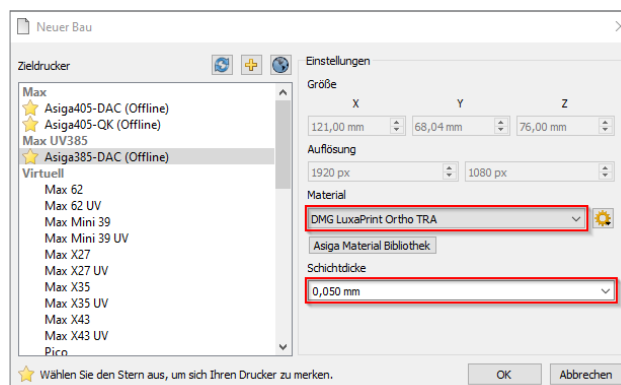 Neuer Bau
Zieldrucker
Max
Asiga405-DAC (Offline)
Asiga405-QK (Offline)
Max UV385
Asiga385-DAC (Offline)
Virtuell
Max 62
Max 62 UV
Max Mini 39
Max Mini 39 UV
Max X27
Max X27 UV
Max X35
Max X35 UV
Max X43
Max X43 UV
Pico
Wählen Sie den Stern aus, um sich Ihren Drucker zu merken.
Einstellungen
Größe
X Y Z
121,00 mm 68,04 mm 76,00 mm
Auflösung
1920 px 1080 px
Material
DMG LuxaPrint Ortho TRA
Asiga Material Bibliothek
Schichtdicke
0,050 mm
OK Abbrechen